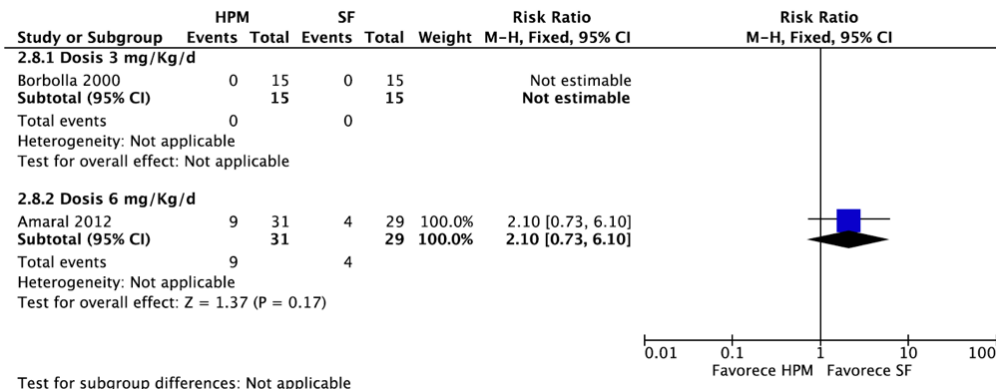 HPM SF Risk Ratio Risk Ratio
Study or Subgroup Events Total Events Total Weight M-H, Fixed, 95% CI M-H, Fixed, 95% CI
2.8.1 Dosis 3 mg/Kg/d
Borbolla 2000 0 15 0 15 Not estimable
Subtotal (95% CI) 15 15 Not estimable
Total events 0 0
Heterogeneity: Not applicable
Test for overall effect: Not applicable
2.8.2 Dosis 6 mg/Kg/d
Amaral 2012 9 31 4 29 100.0% 2.10 [0.73, 6.10]
Subtotal (95% CI) 31 29 100.0% 2.10 [0.73, 6.10]
Total events 9 4
Heterogeneity: Not applicable
Test for overall effect: Z = 1.37 (P = 0.17)
0.01 0.1 1 10 100
Favorece HPM Favorece SF
Test for subgroup differences: Not applicable